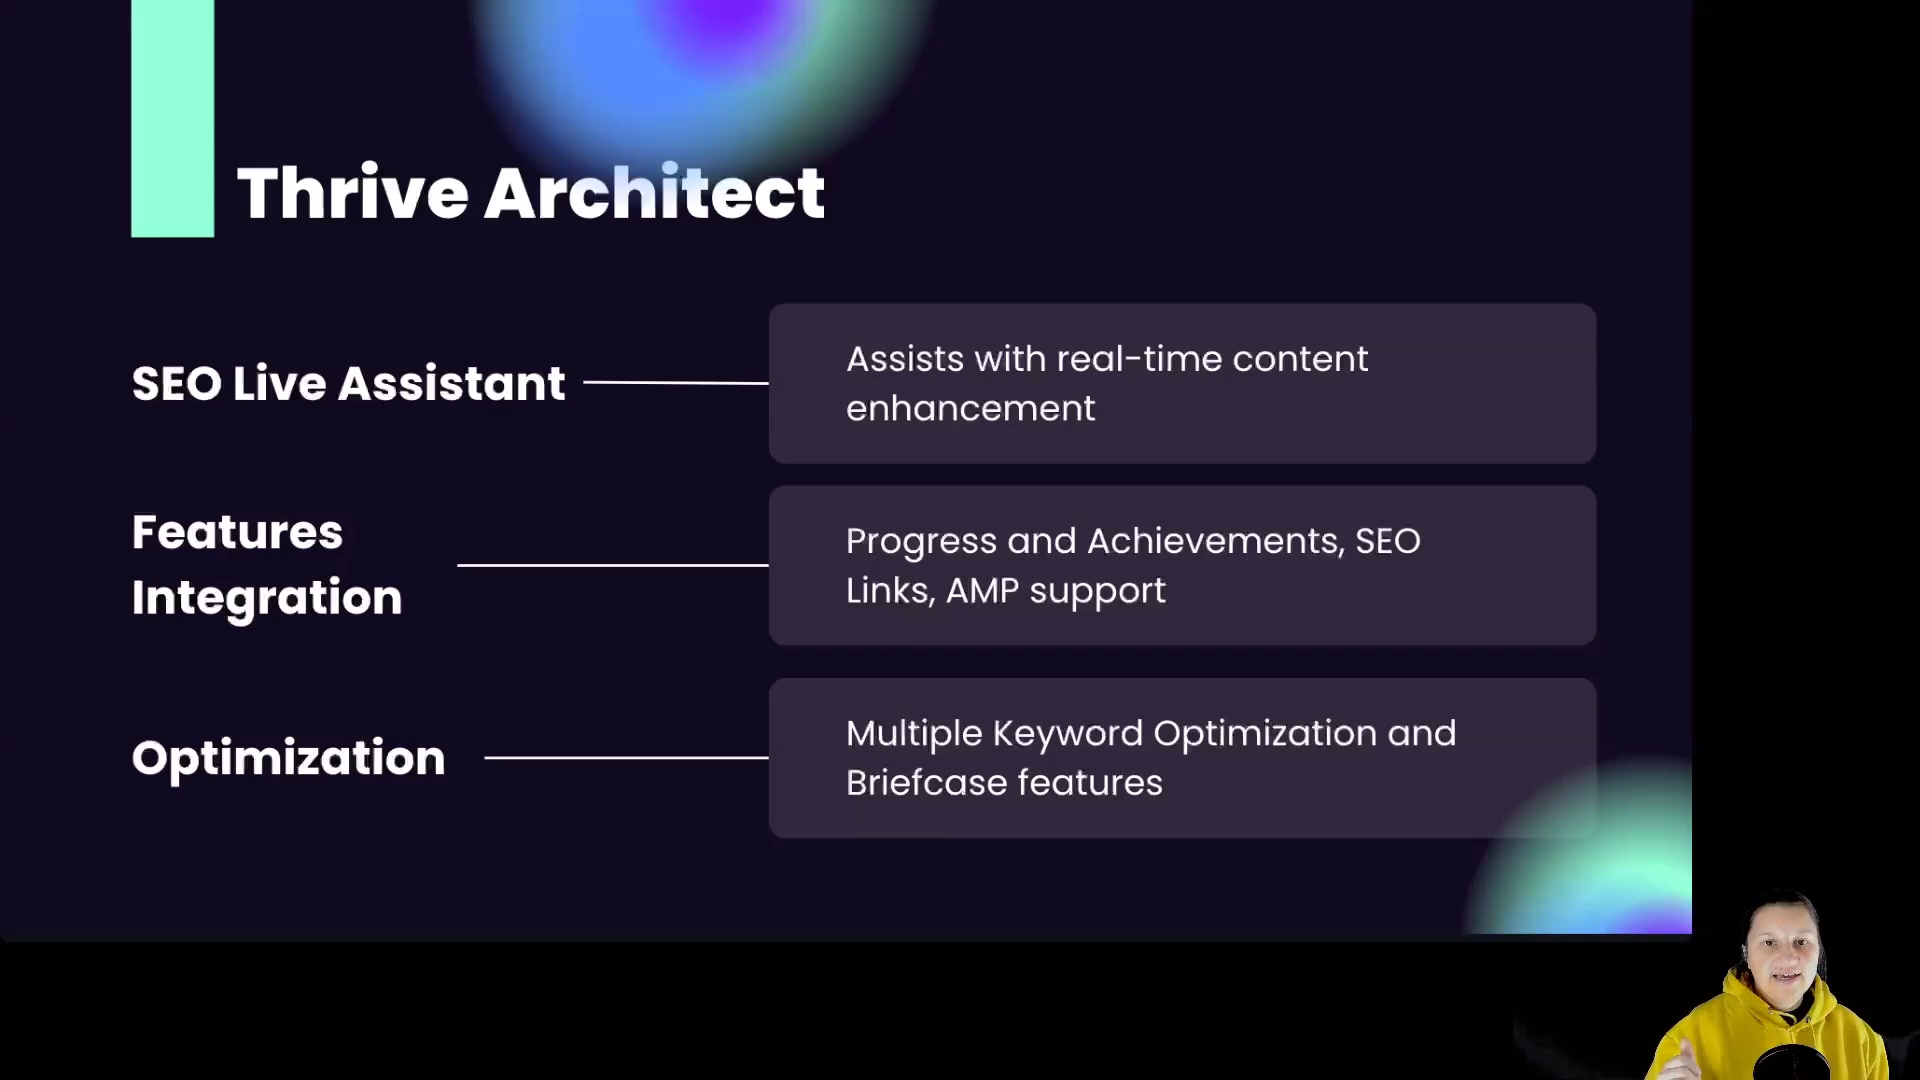 Thrive Architect
SEO Live Assistant
Assists with real-time content
enhancement
Features
Integration
Progress and Achievements, SEO
Links, AMP support
Optimization
Multiple Keyword Optimization and
Briefcase features